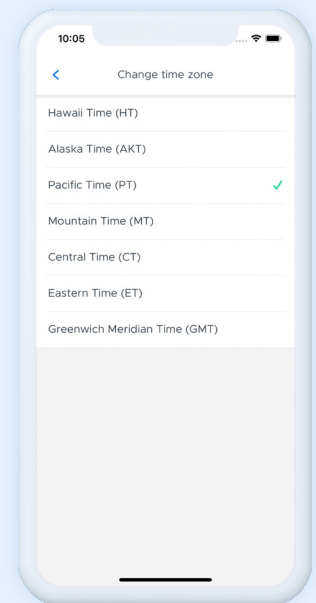 10:05
Change time zone
Hawaii Time (HT)
Alaska Time (AKT)
Pacific Time (PT)
Mountain Time (MT)
Central Time (CT)
Eastern Time (ET)
Greenwich Meridian Time (GMT)